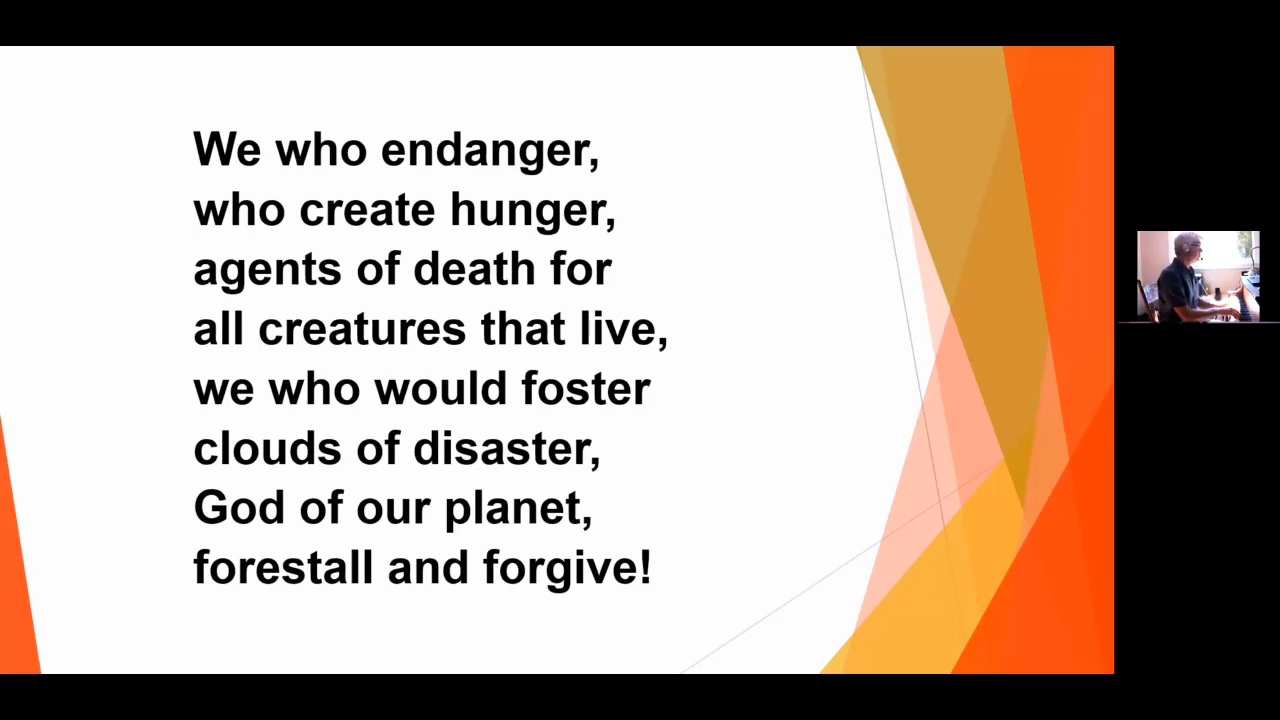 We who endanger,
who create hunger,
agents of death for
all creatures that live,
we who would foster
clouds of disaster,
God of our planet,
forestall and forgive!